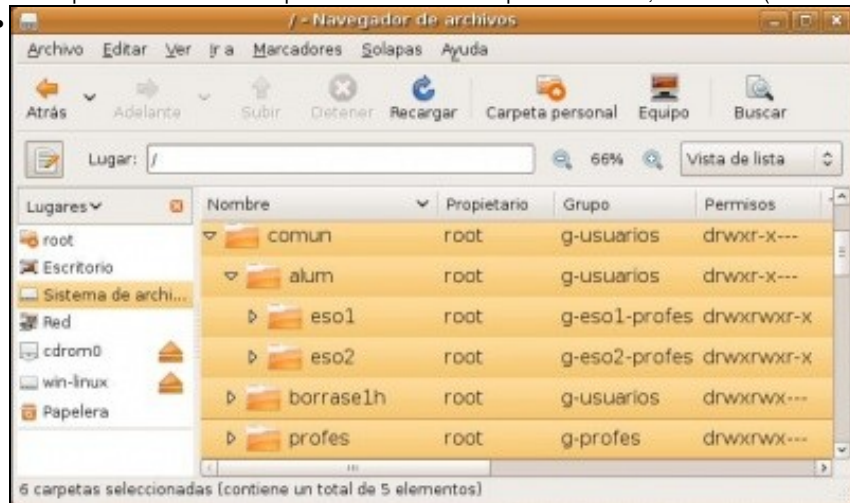 / - Navegador de archivos
Archivo Editar Ver Ir a Marcadores Solapas Ayuda
Atrás Adelante Subir Detener Recargar Carpeta personal Equipo Buscar
Lugar: / 66% Vista de lista
Lugares Nombre Propietario Grupo Permisos
root comun root g-usuarios drwxr-x---
Escritorio alum root g-usuarios drwxr-x---
Sistema de archi...
Red eso1 root g-eso1-profes drwxrwxr-x
cdrom0 eso2 root g-eso2-profes drwxrwxr-x
win-linux borrase1h root g-usuarios drwxrwx---
Papelera
profes root g-profes drwxrwx---
6 carpetas seleccionadas (contiene un total de 5 elementos)